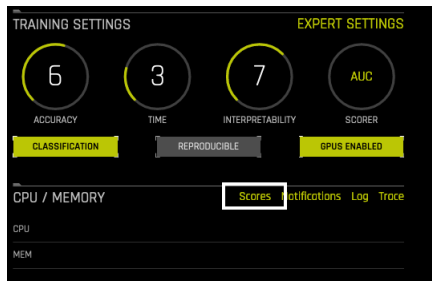 TRAINING SETTINGS EXPERT SETTINGS
6 3 7 AUC
ACCURACY TIME INTERPRETABILITY SCORER
CLASSIFICATION REPRODUCIBLE GPUS ENABLED
CPU / MEMORY Scores Notifications Log Trace
CPU
MEM